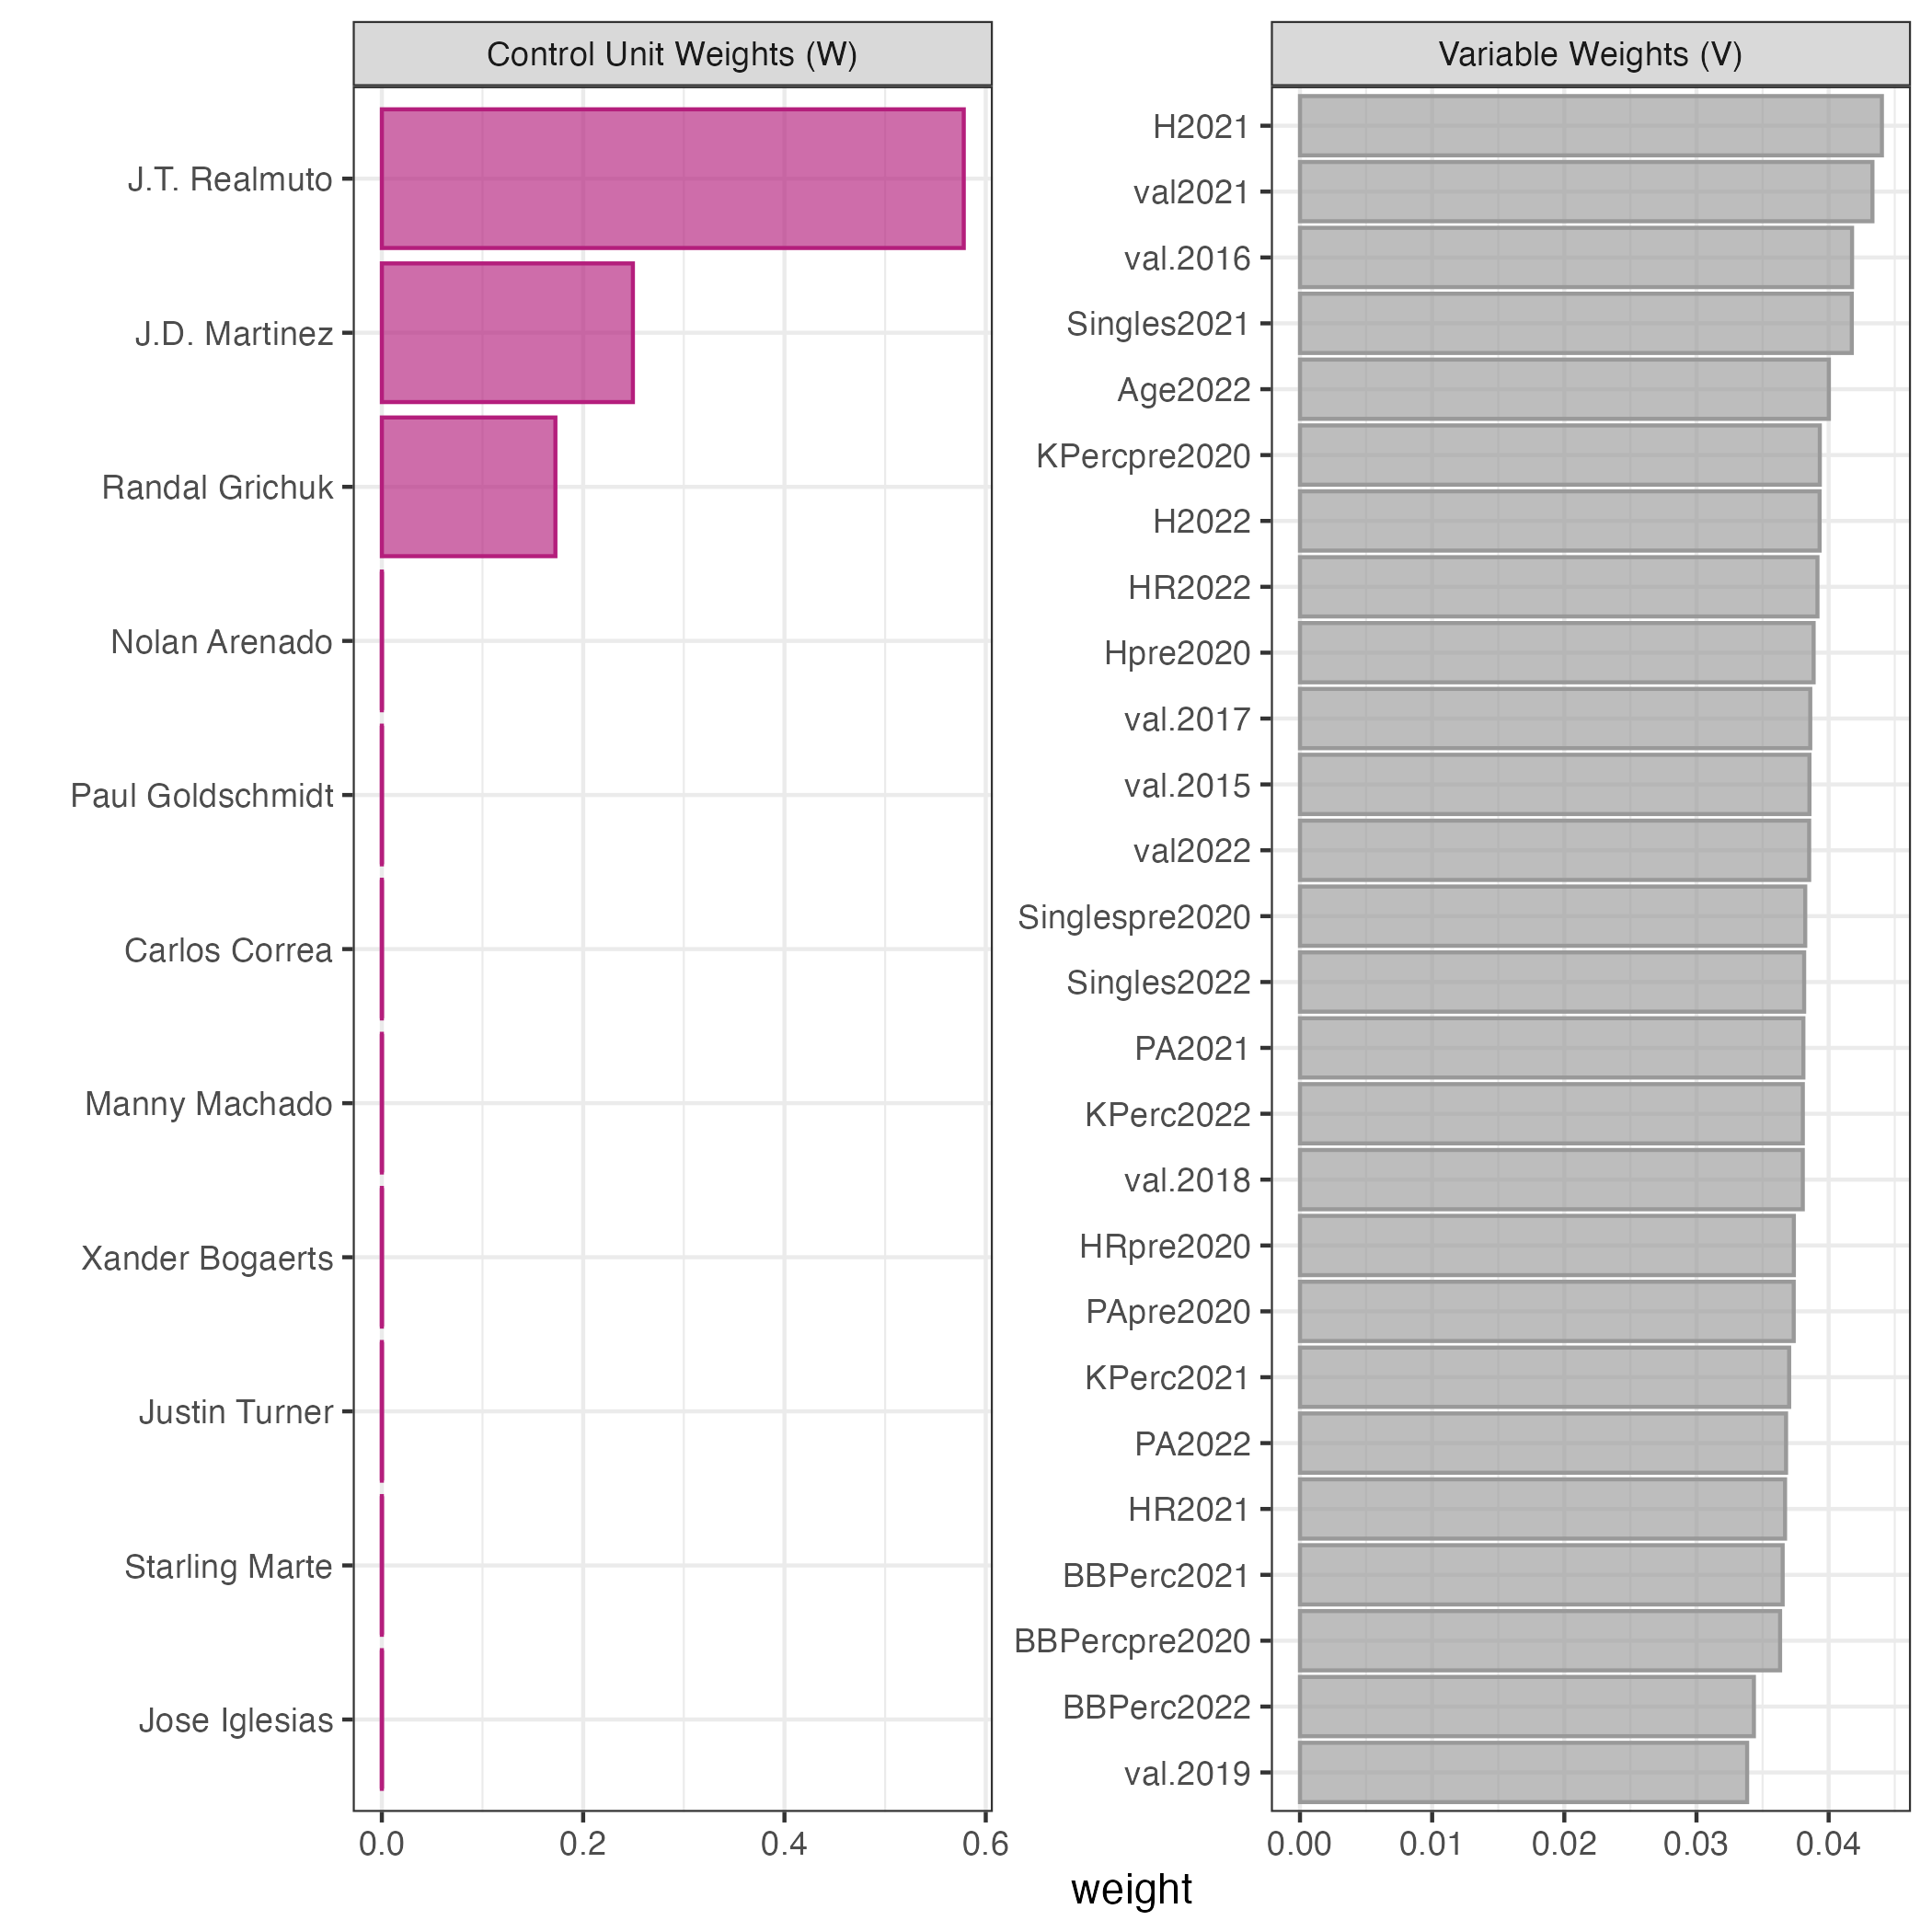 Control Unit Weights (W)
J.T. Realmuto
J.D. Martinez
Randal Grichuk
Nolan Arenado
Paul Goldschmidt
Carlos Correa
Manny Machado
Xander Bogaerts
Justin Turner
Starling Marte
Jose Iglesias
0.0 0.2 0.4 0.6
Variable Weights (V)
H2021
val2021
val.2016
Singles2021
Age2022
KPercpre2020
H2022
HR2022
Hpre2020
val.2017
val.2015
val2022
Singlespre2020
Singles2022
PA2021
KPerc2022
val.2018
HRpre2020
PApre2020
KPerc2021
PA2022
HR2021
BBPerc2021
BBPercpre2020
BBPerc2022
val.2019
0.00 0.01 0.02 0.03 0.04
weight